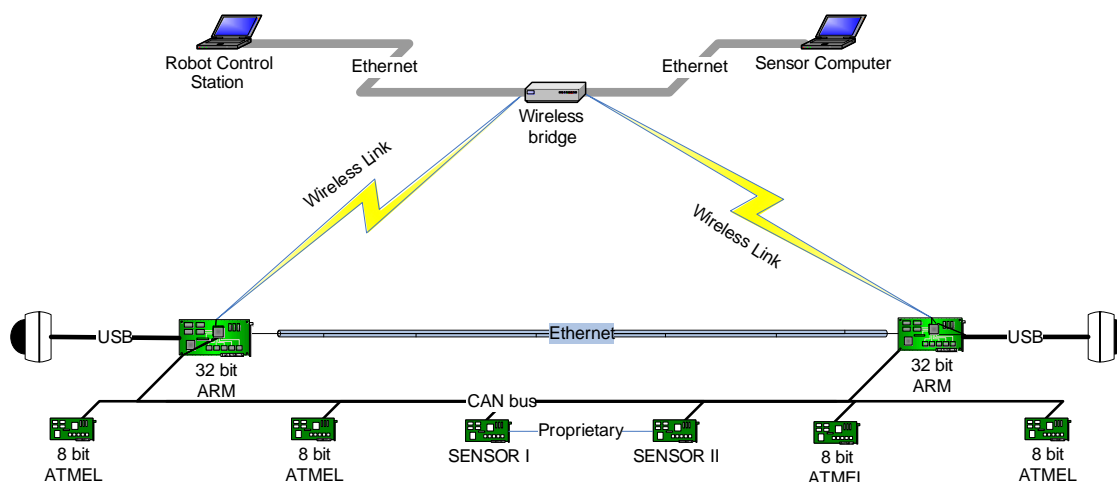 Robot Control
Station
Ethernet
Ethernet
Sensor Computer
Wireless
bridge
Wireless Link
Wireless Link
USB
Ethernet
USB
32 bit
ARM
32 bit
ARM
CAN bus
8 bit
ATMEL
8 bit
ATMEL
SENSOR I
Proprietary
SENSOR II
8 bit
ATMEL
8 bit
ATMEL